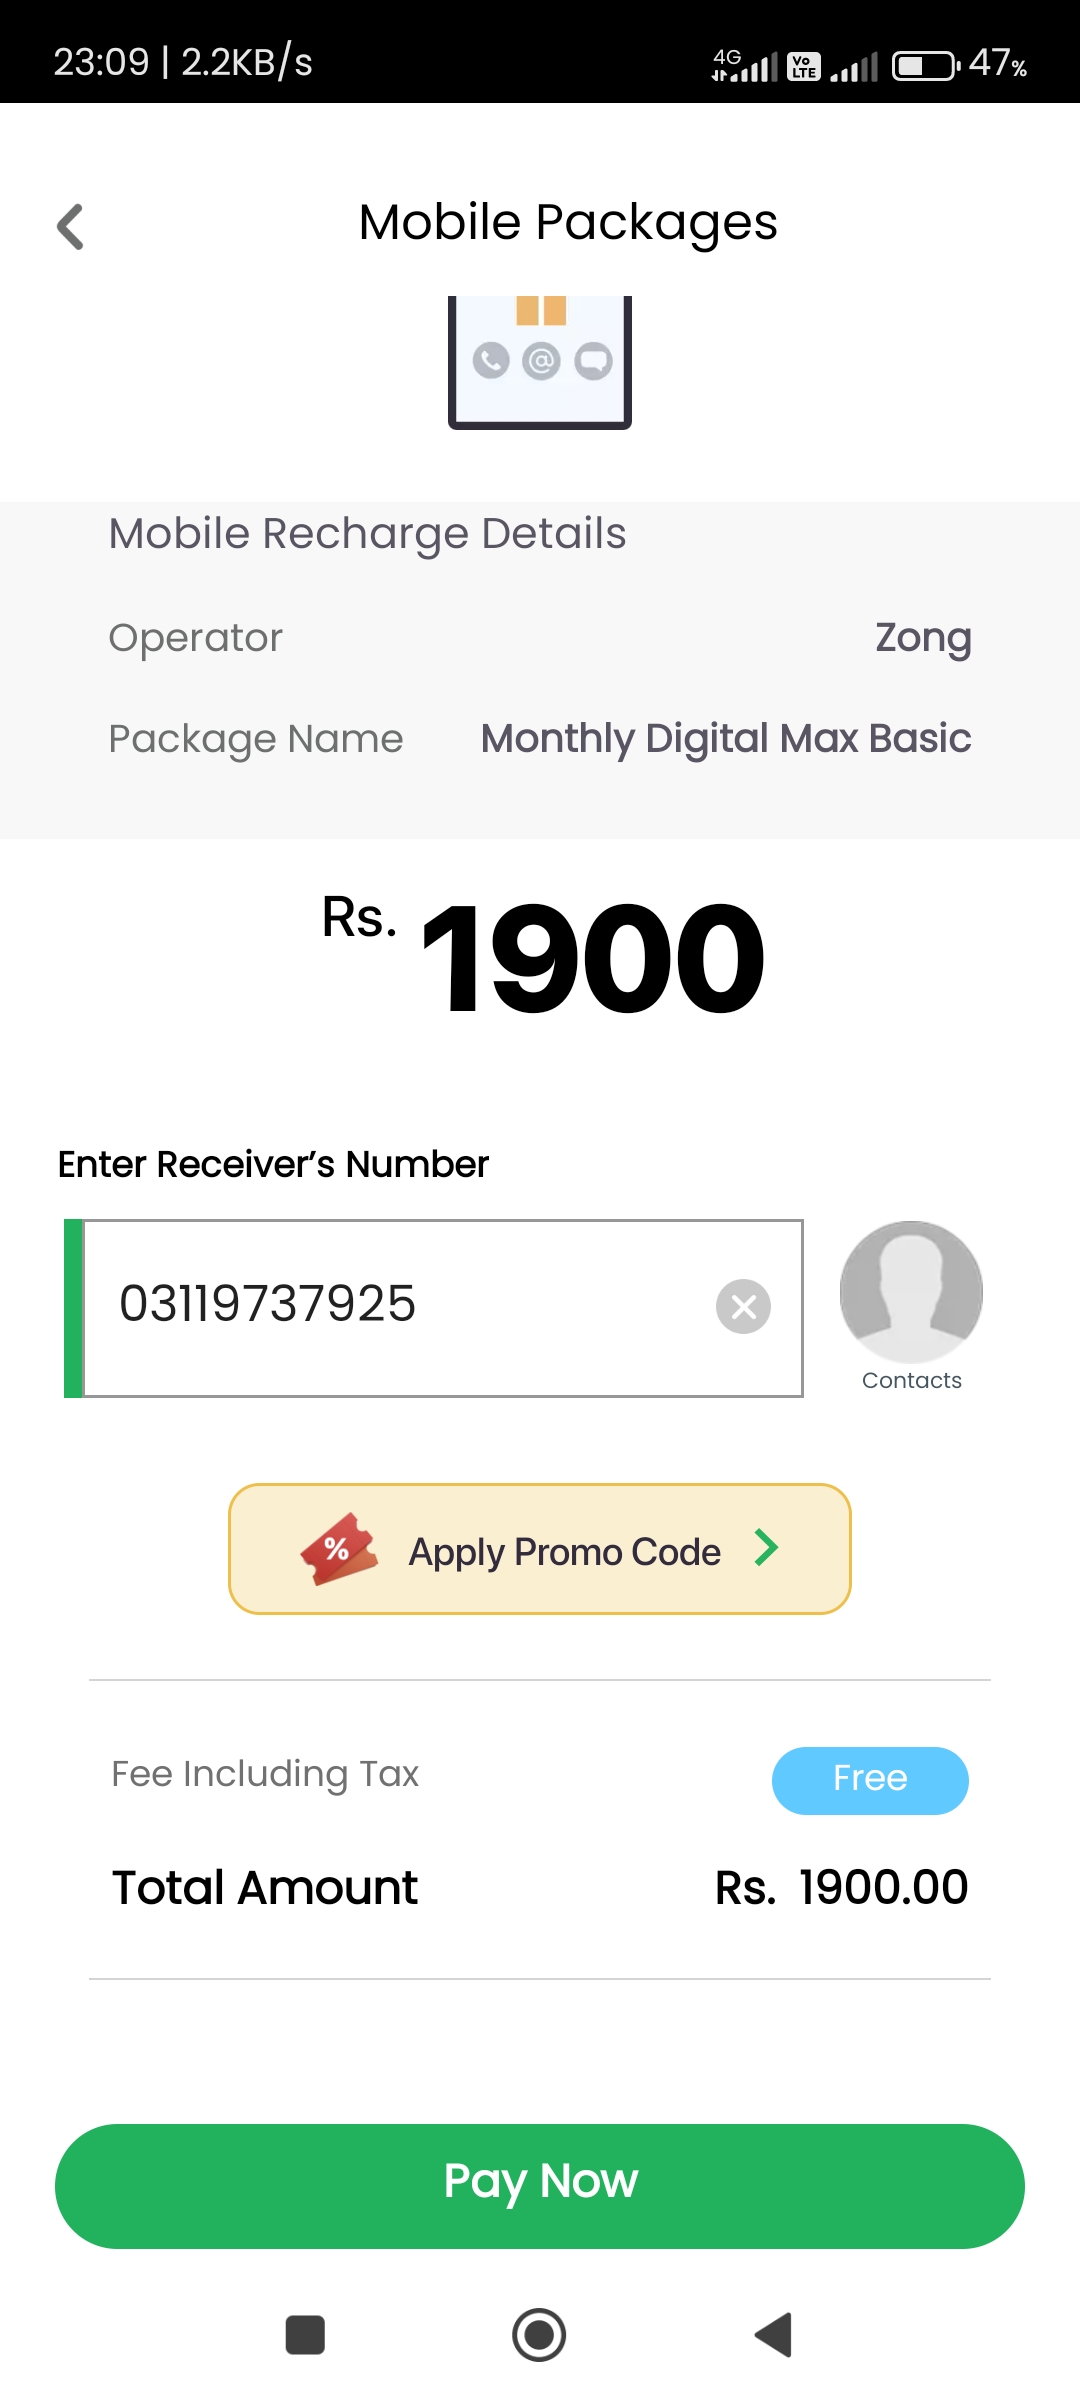 23:09 | 2.2KB/s 4G Vo LTE 47%
Mobile Packages
Mobile Recharge Details
Operator Zong
Package Name Monthly Digital Max Basic
Rs. 1900
Enter Receiver’s Number
03119737925
Contacts
% Apply Promo Code
Fee Including Tax Free
Total Amount Rs. 1900.00
Pay Now